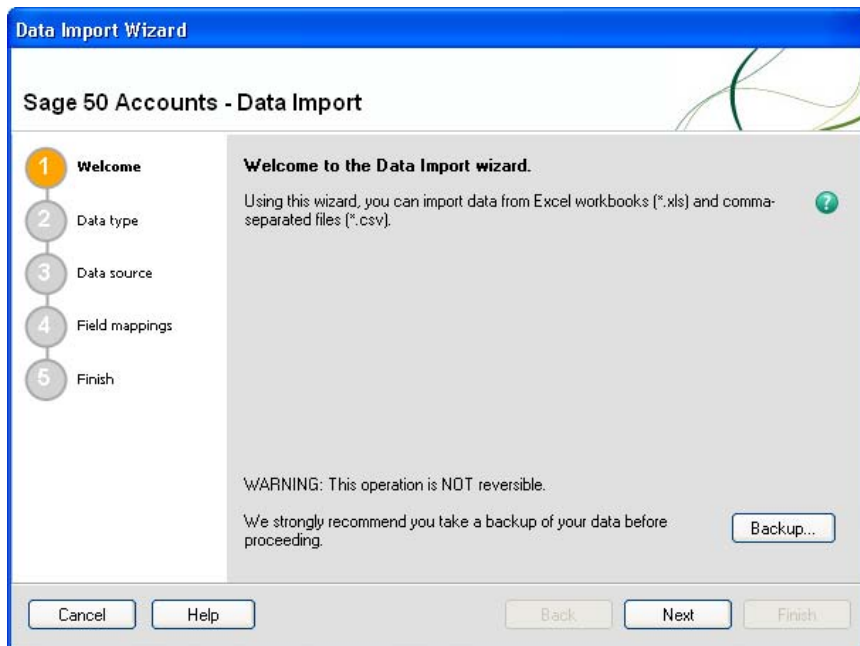 Data Import Wizard
Sage 50 Accounts - Data Import
1 Welcome
2 Data type
3 Data source
4 Field mappings
5 Finish
Welcome to the Data Import wizard.
Using this wizard, you can import data from Excel workbooks (*.xls) and comma-
separated files (*.csv).
?
WARNING: This operation is NOT reversible.
We strongly recommend you take a backup of your data before
proceeding.
Backup...
Cancel Help Back Next Finish